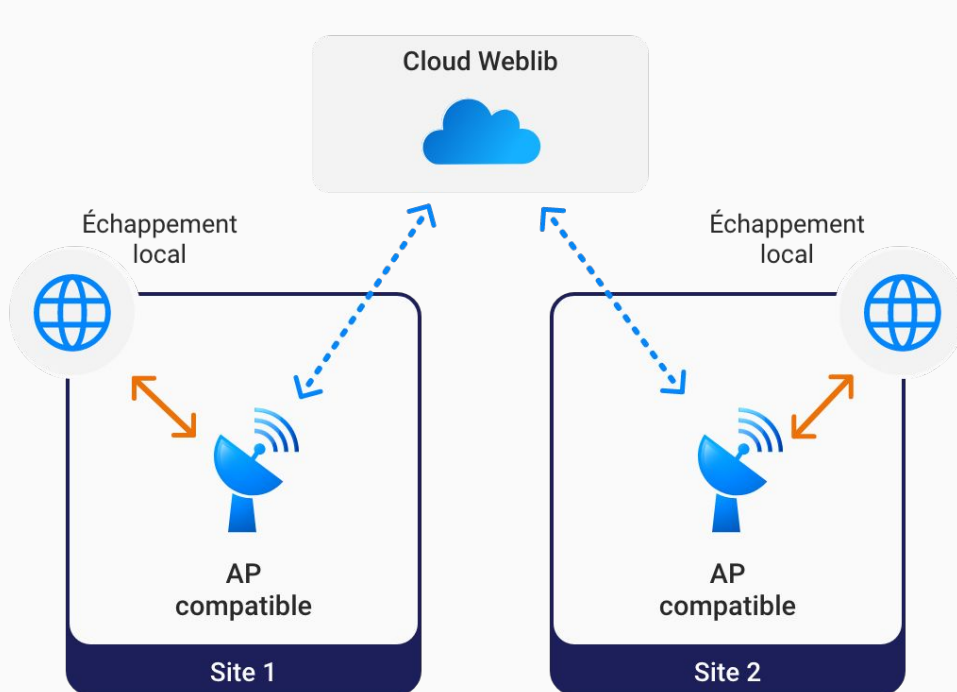 Cloud Weblib
Échappement
local
Échappement
local
AP
compatible
AP
compatible
Site 1
Site 2